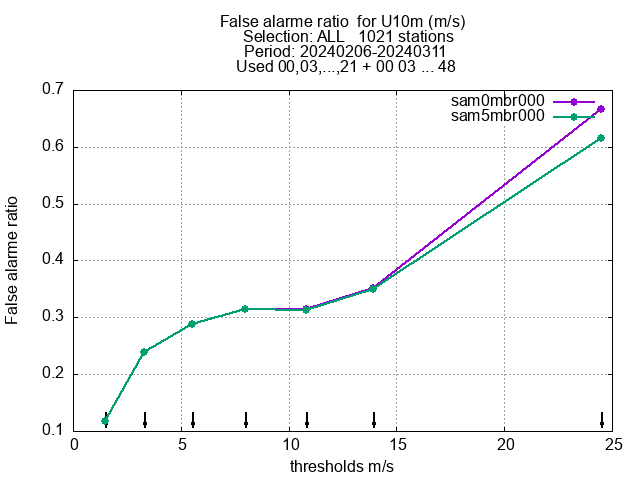 False alarme ratio  for U10m (m/s)
Selection: ALL   1021 stations
Period: 20240206-20240311
Used 00,03,...,21 + 00 03 ... 48
sam0mbr000
sam5mbr000
0.7
0.6
0.5
0.4
0.3
0.2
0.1
False alarme ratio
0 5 10 15 20 25
thresholds m/s